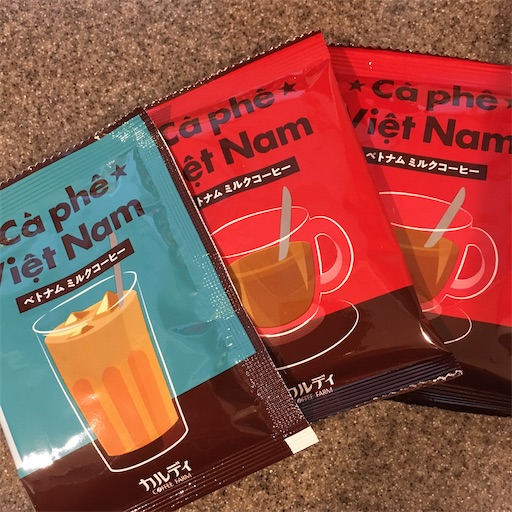 Cà phê★
Việt Nam
ベトナム ミルクコーヒー
カルディ
COFFEE FARM
Cà phê★
ệt Nam
トナム ミルクコーヒー
カルディ
COFFEE FARM
★Cà phê
Việt Nam
ベトナム ミルクコーヒー